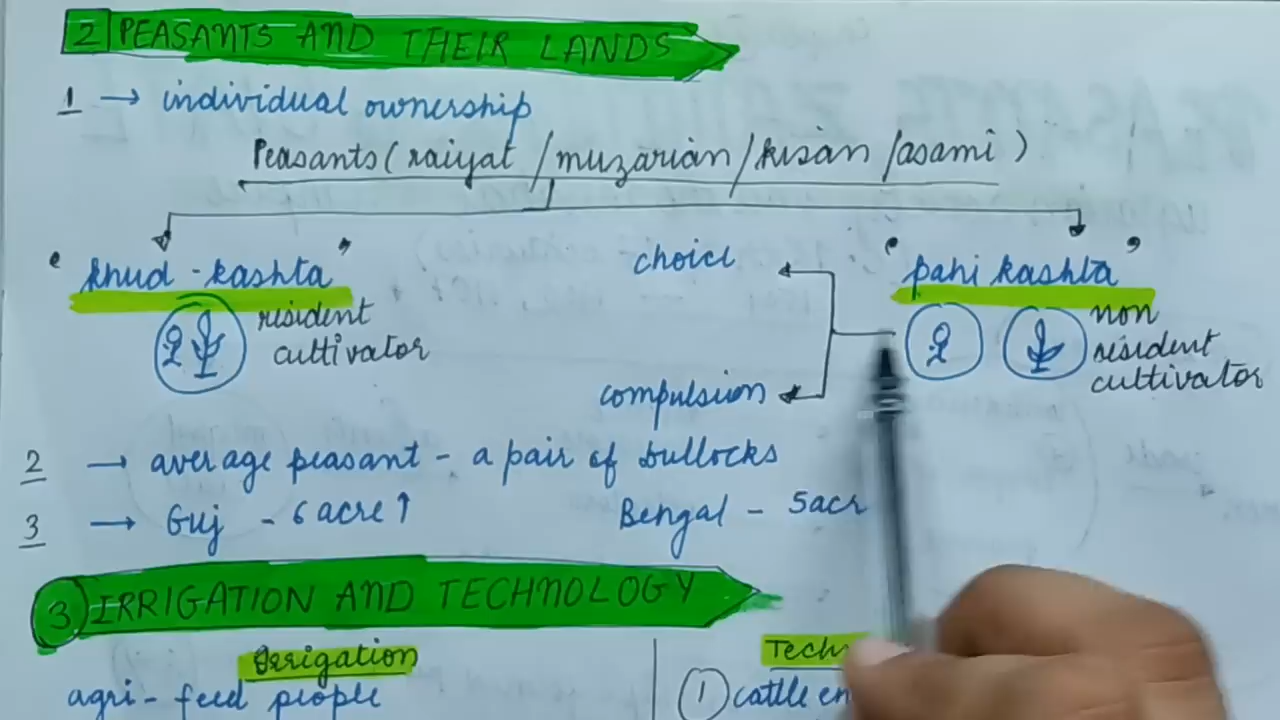 2 PEASANTS AND THEIR LANDS
1 → individual ownership
Peasants (raiyat / muzarian / kisan / asami)
"khud - kashta"
choice
"pahi kashta"
resident cultivator
non resident cultivator
compulsion
2 → average peasant - a pair of bullocks
3 → Guj - 6 acre ↑ Bengal - 5 acr
3 IRRIGATION AND TECHNOLOGY
Irrigation
Tech
agri - feed people
1 cattle en